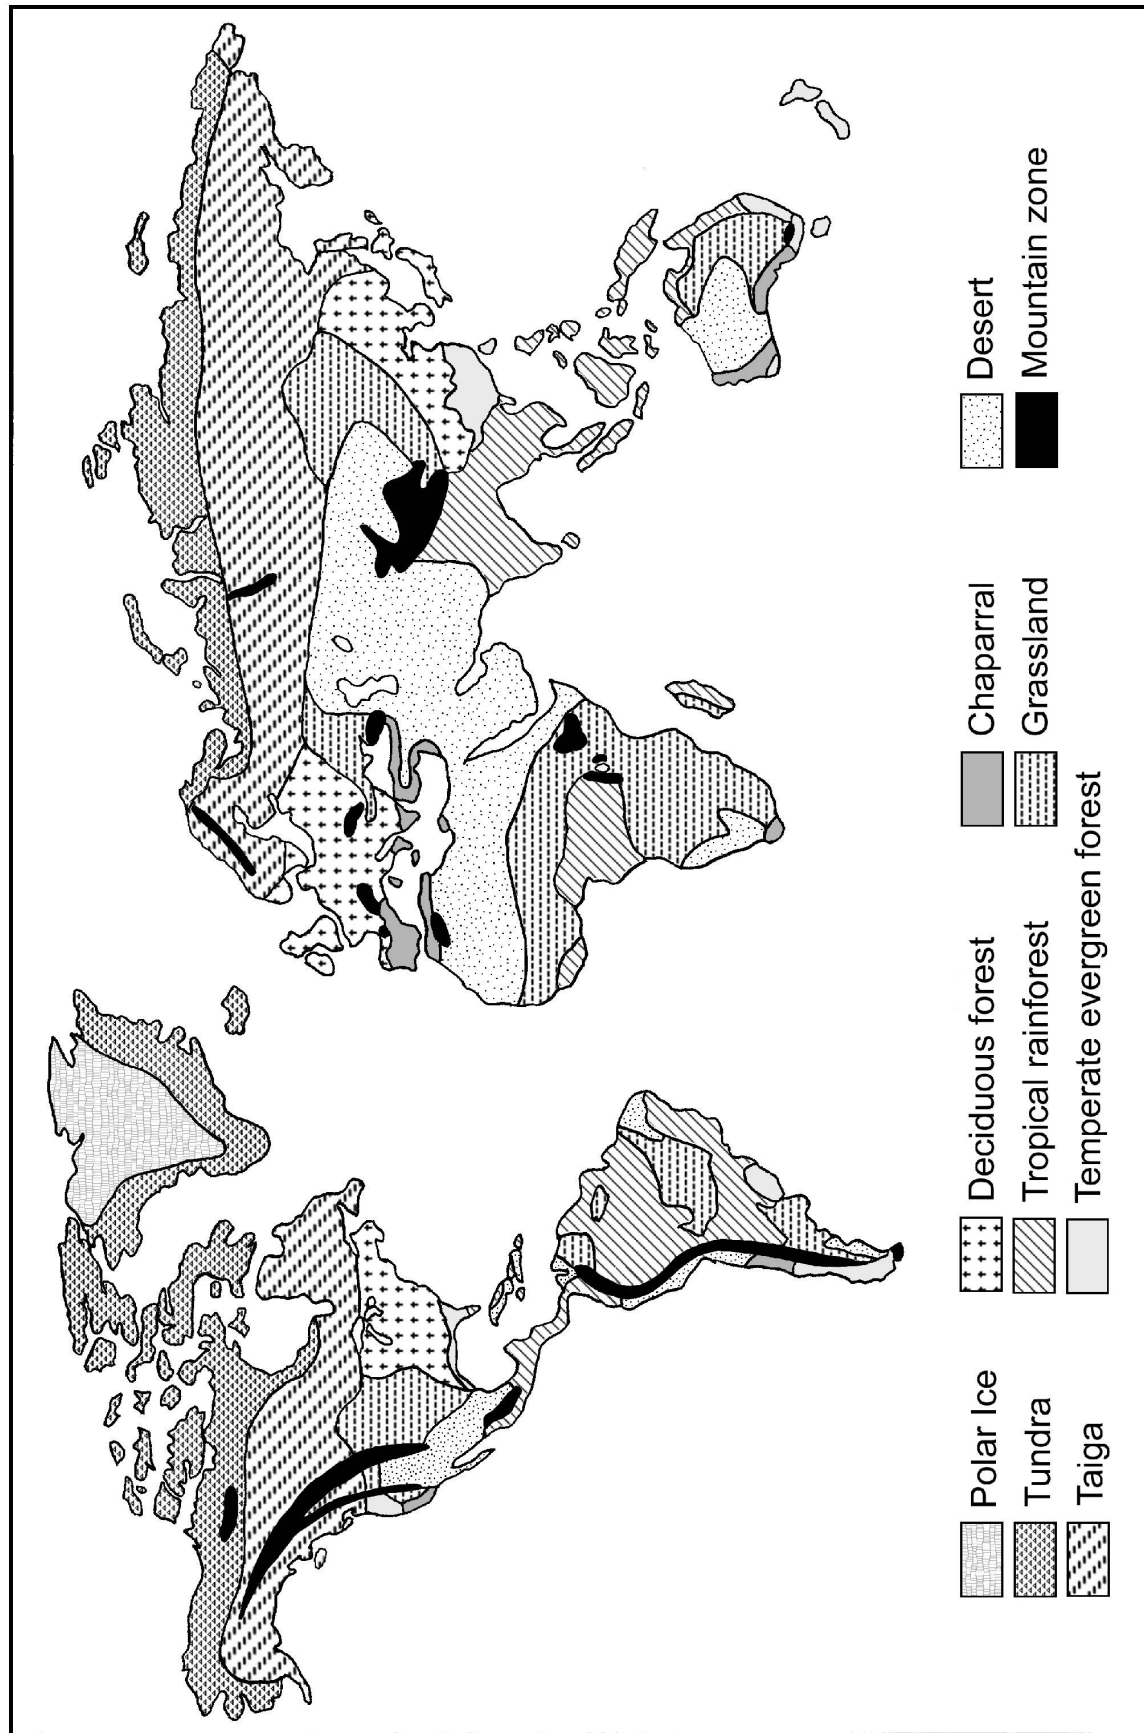 Polar Ice
Tundra
Taiga
Deciduous forest
Tropical rainforest
Temperate evergreen forest
Chaparral
Grassland
Desert
Mountain zone